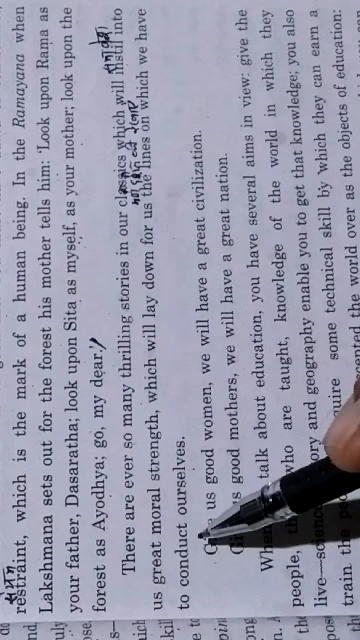 restraint, which is the mark of a human being. In the Ramayana when
Lakshmana sets out for the forest his mother tells him: 'Look upon Rama as
your father, Dasaratha; look upon Sita as myself, as your mother; look upon the
forest as Ayodhya; go, my dear.'
There are ever so many thrilling stories in our classics which will instil into
us great moral strength, which will lay down for us the lines on which we have
to conduct ourselves.
us good women, we will have a great civilization.
good mothers, we will have a great nation.
talk about education, you have several aims in view: give the
people, who are taught, knowledge of the world in which they
live—science, and geography enable you to get that knowledge; you also
train the some technical skill by which they can earn a
the world over as the objects of education: